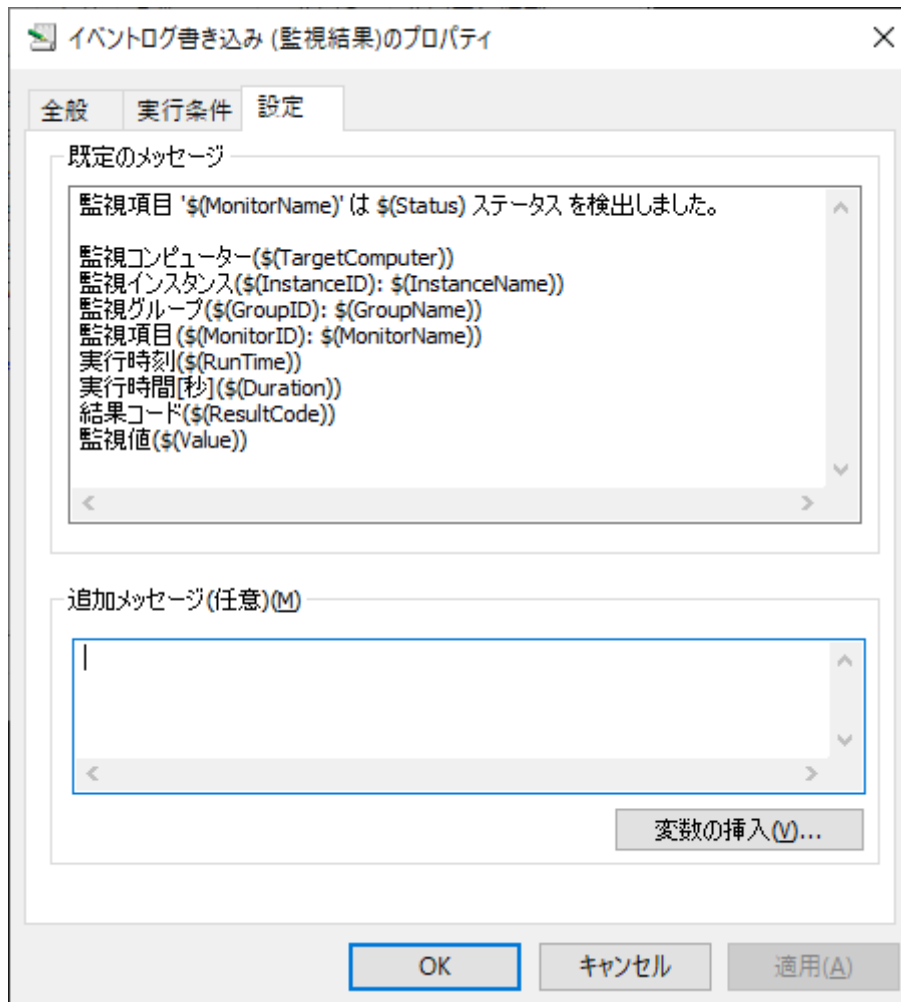 イベントログ書き込み (監視結果)のプロパティ
全般
実行条件
設定
既定のメッセージ
監視項目 '$(MonitorName)' は $(Status) ステータス を検出しました。
監視コンピューター($(TargetComputer))
監視インスタンス($(InstanceID): $(InstanceName))
監視グループ($(GroupID): $(GroupName))
監視項目($(MonitorID): $(MonitorName))
実行時刻($(RunTime))
実行時間[秒]($(Duration))
結果コード($(ResultCode))
監視値($(Value))
追加メッセージ(任意)(M)
変数の挿入(V)...
OK
キャンセル
適用(A)